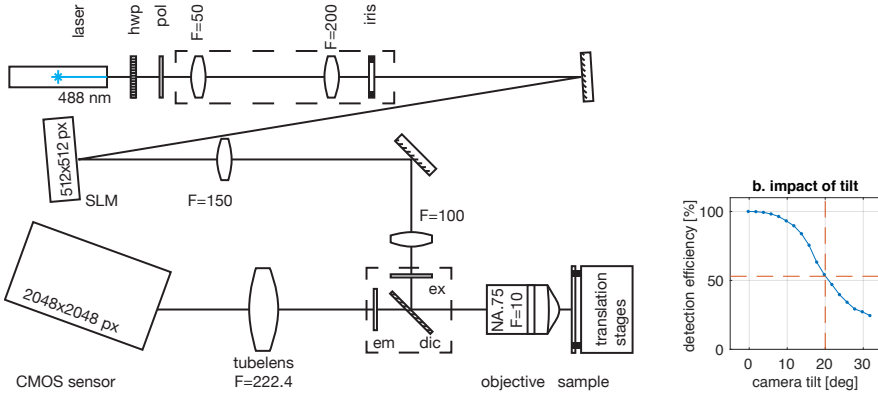 laser
hwp
pol
F=50
F=200
iris
488 nm
512x512 px
SLM
F=150
F=100
2048x2048 px
CMOS sensor
tubelens
F=222.4
em
ex
dic
NA.75
F=10
objective
translation
stages
sample
b. impact of tilt
detection efficiency [%]
100
50
0
0
10
20
30
camera tilt [deg]